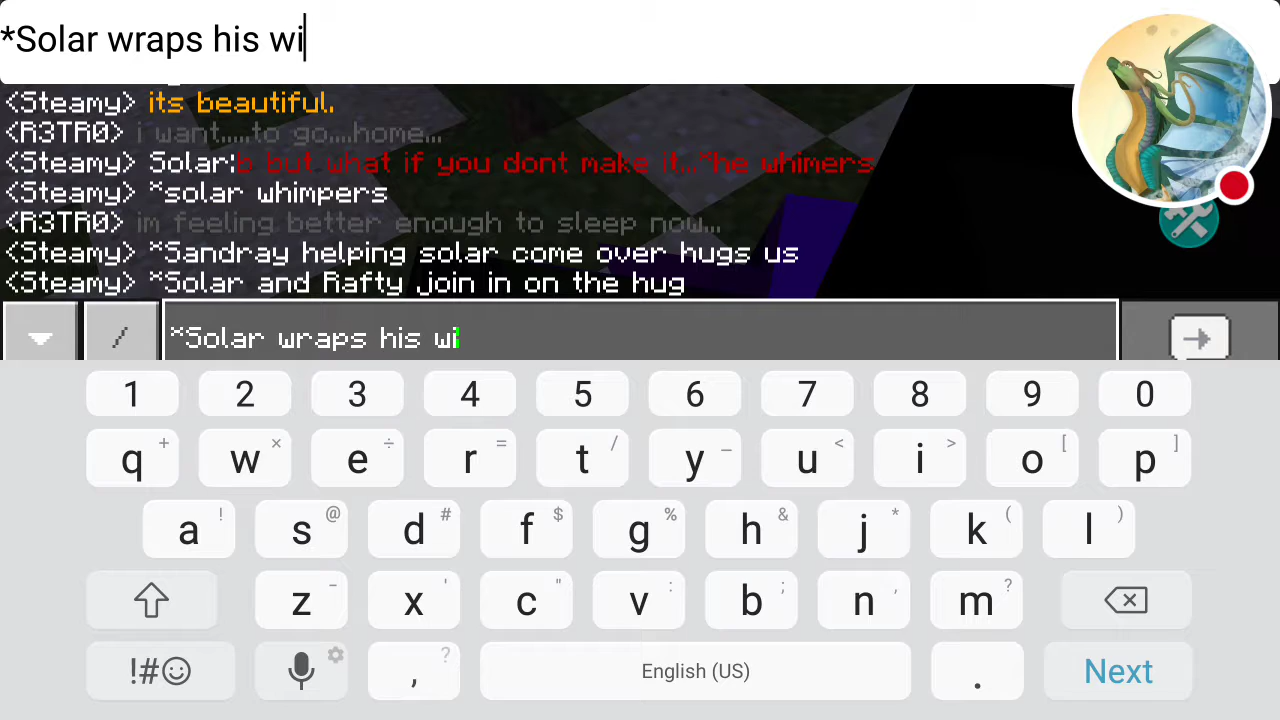 *Solar wraps his wi
<Steamy> its beautiful.
<R3TR0> i want.....to go....home...
<Steamy> Solar:b but what if you dont make it..*he whimers
<Steamy> *solar whimpers
<R3TR0> im feeling better enough to sleep now...
<Steamy> *Sandray helping solar come over hugs us
<Steamy> *Solar and Rafty join in on the hug
/ *Solar wraps his wi
1 2 3 4 5 6 7 8 9 0
q + w × e ÷ r = t / y _ u < i > o [ p ]
a ! s @ d # f $ g % h & j * k ( l )
z - x ' c " v : b ; n , m ?
!#☺ , ? English (US) . Next